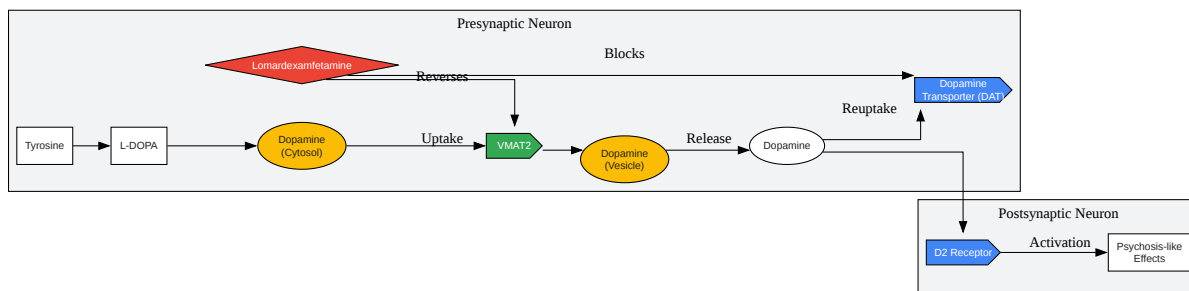 Presynaptic Neuron
Lomardexamfetamine
Blocks
Reverses
Dopamine
Transporter (DAT)
Reuptake
Tyrosine
L-DOPA
Dopamine
(Cytosol)
Uptake
VMAT2
Dopamine
(Vesicle)
Release
Dopamine
Postsynaptic Neuron
D2 Receptor
Activation
Psychosis-like
Effects